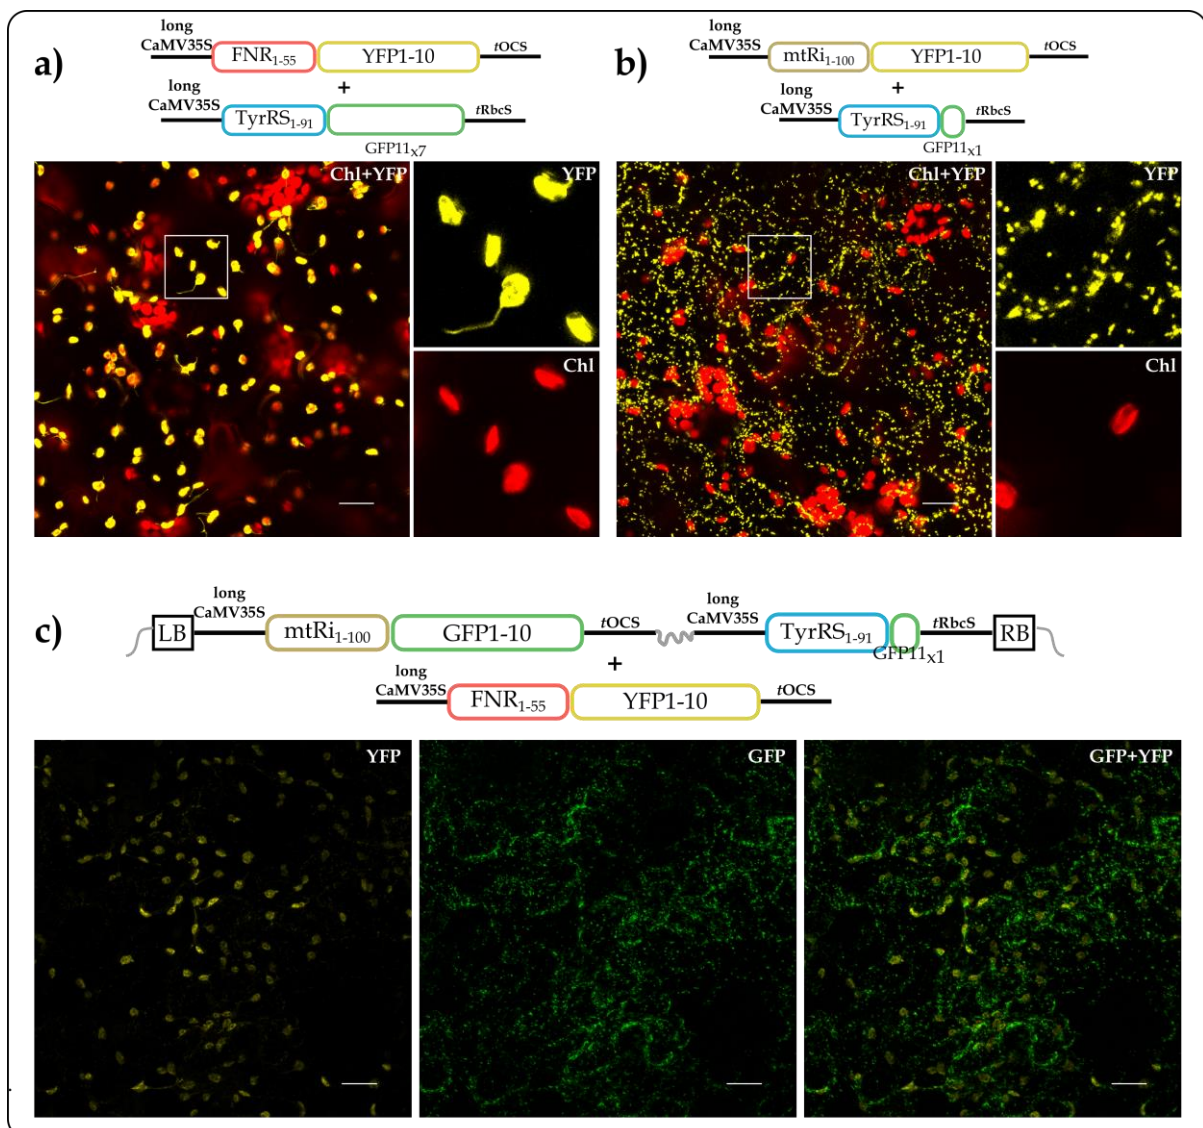 a)
long
CaMV35S
FNR1-55
YFP1-10
tOCS
+
long
CaMV35S
TyrRS1-91
tRbcS
GFP11x7
Chl+YFP
YFP
Chl
b)
long
CaMV35S
mtRi1-100
YFP1-10
tOCS
+
long
CaMV35S
TyrRS1-91
tRbcS
GFP11x1
Chl+YFP
YFP
Chl
c)
LB
long
CaMV35S
mtRi1-100
GFP1-10
tOCS
long
CaMV35S
TyrRS1-91
GFP11x1
tRbcS
RB
+
long
CaMV35S
FNR1-55
YFP1-10
tOCS
YFP
GFP
GFP+YFP